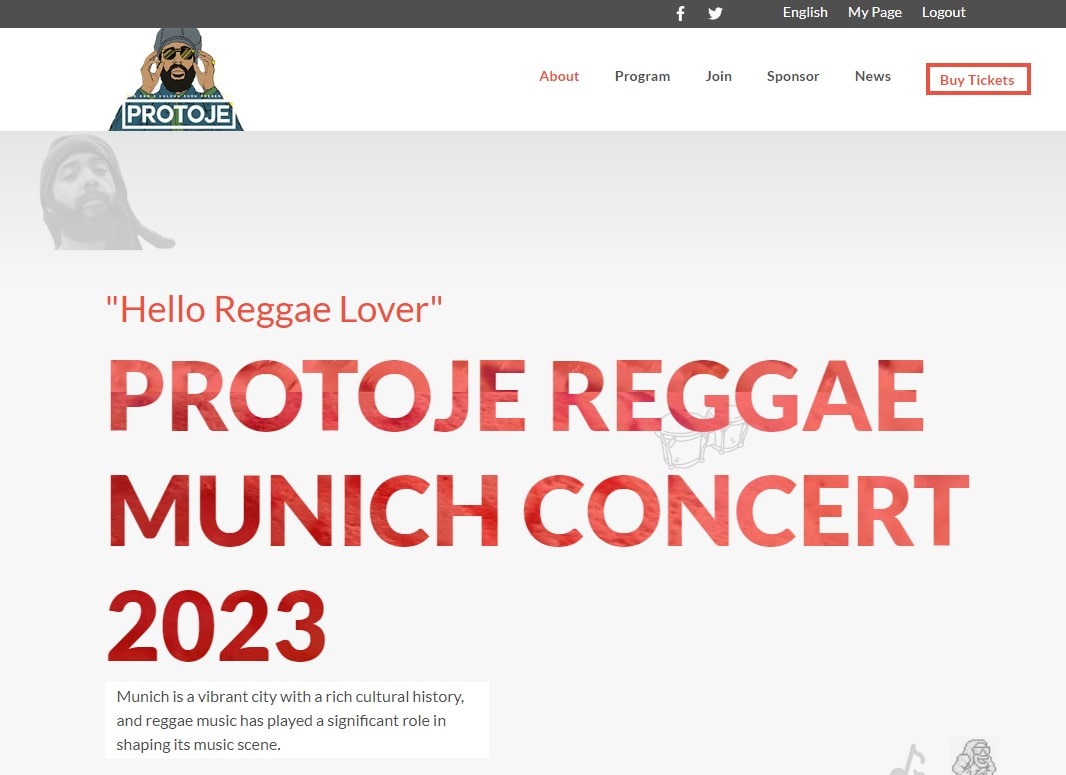 English My Page Logout
PROTOJE
About Program Join Sponsor News Buy Tickets
"Hello Reggae Lover"
PROTOJE REGGAE
MUNICH CONCERT
2023
Munich is a vibrant city with a rich cultural history,
and reggae music has played a significant role in
shaping its music scene.